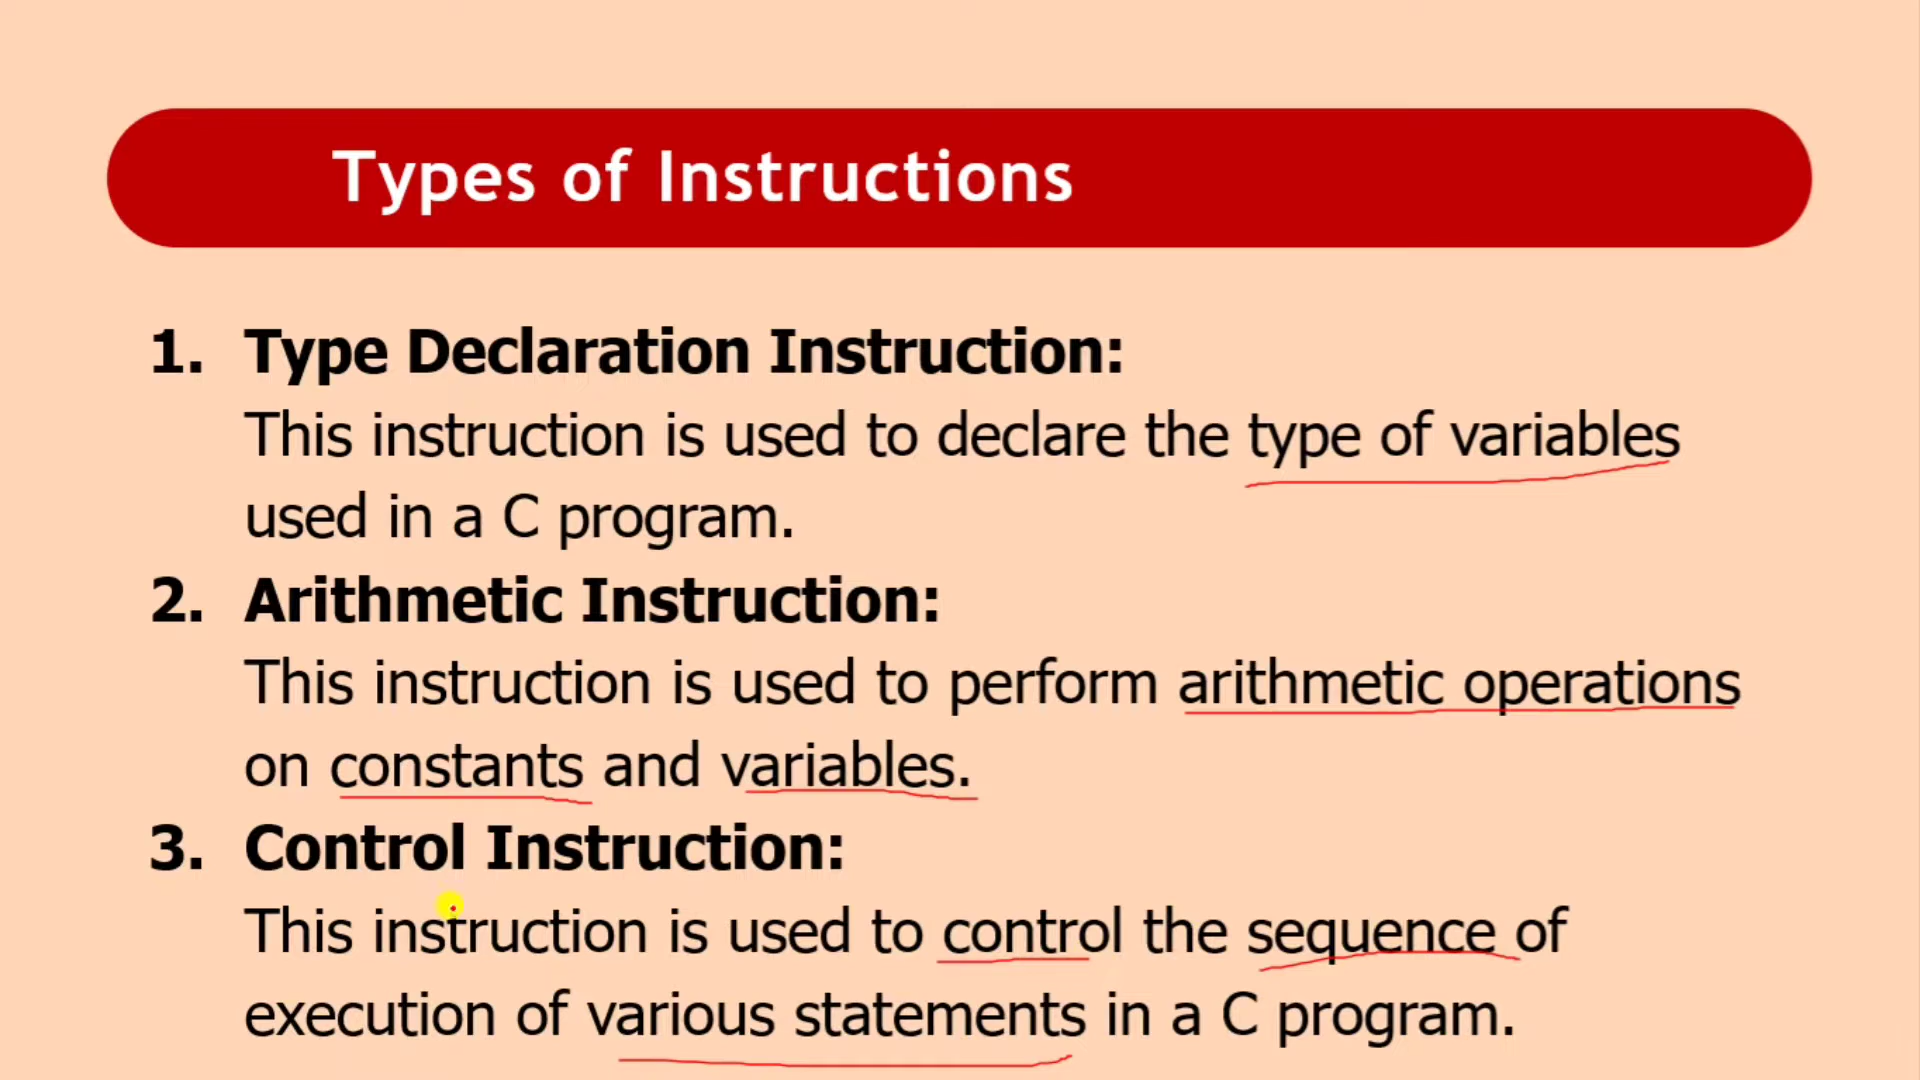 Types of Instructions
1. Type Declaration Instruction:
This instruction is used to declare the type of variables
used in a C program.
2. Arithmetic Instruction:
This instruction is used to perform arithmetic operations
on constants and variables.
3. Control Instruction:
This instruction is used to control the sequence of
execution of various statements in a C program.